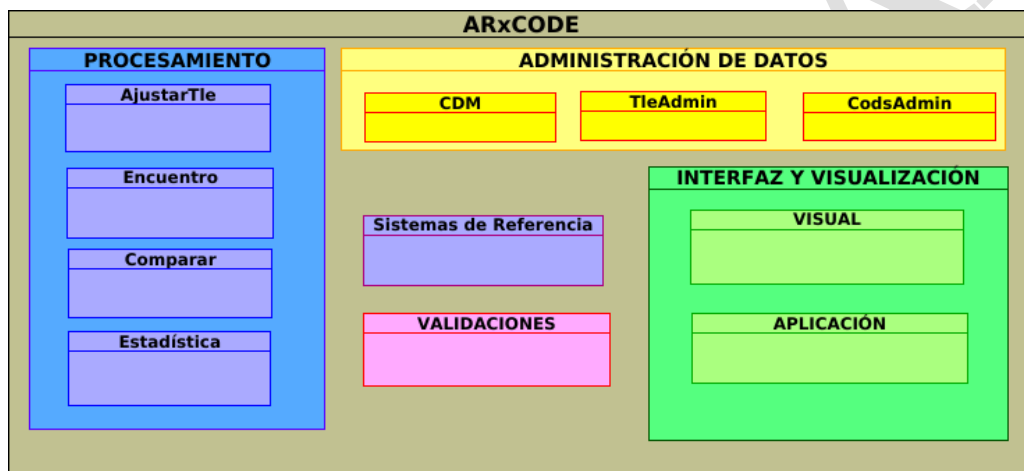 ARxCODE
PROCESAMIENTO
AjustarTle
Encuentro
Comparar
Estadística
ADMINISTRACIÓN DE DATOS
CDM
TleAdmin
CodsAdmin
Sistemas de Referencia
VALIDACIONES
INTERFAZ Y VISUALIZACIÓN
VISUAL
APLICACIÓN